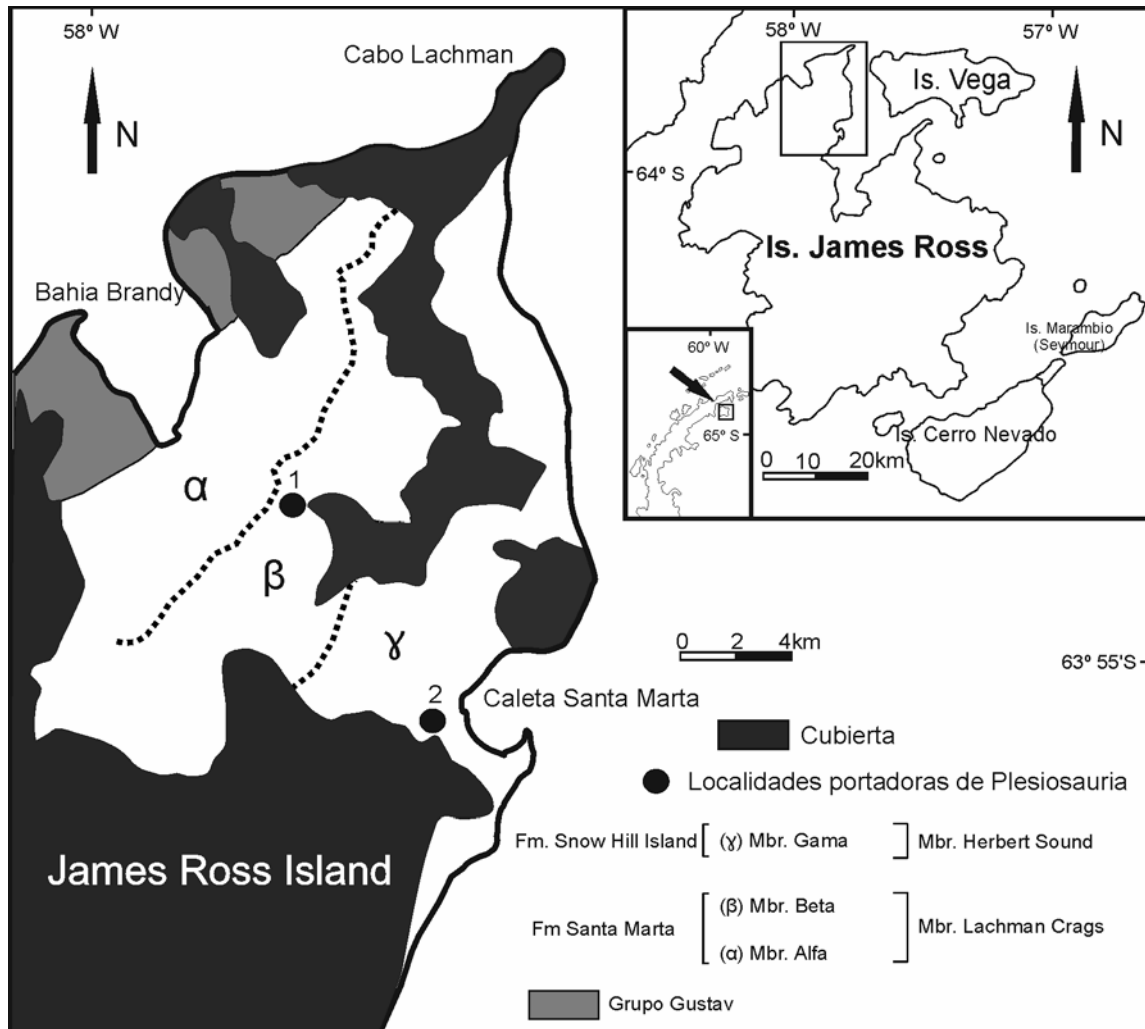 58º W
Cabo Lachman
N
Bahia Brandy
α
1
β
γ
2
Caleta Santa Marta
James Ross Island
58º W
57º W
Is. Vega
N
64º S
Is. James Ross
Is. Marambio
(Seymour)
Is. Cerro Nevado
60º W
65º S
0 10 20km
0 2 4km
63º 55'S
Cubierta
Localidades portadoras de Plesiosauria
Fm. Snow Hill Island (γ) Mbr. Gama Mbr. Herbert Sound
(β) Mbr. Beta
Fm Santa Marta Mbr. Lachman Crags
(α) Mbr. Alfa
Grupo Gustav